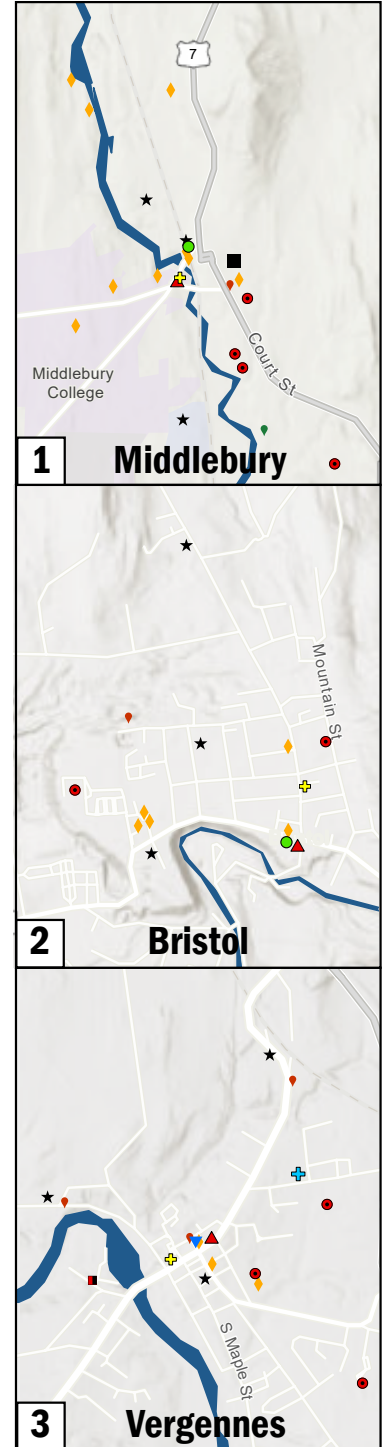 7
Court St
Middlebury
College
1
Middlebury
Mountain St
2
Bristol
S Maple St
3
Vergennes